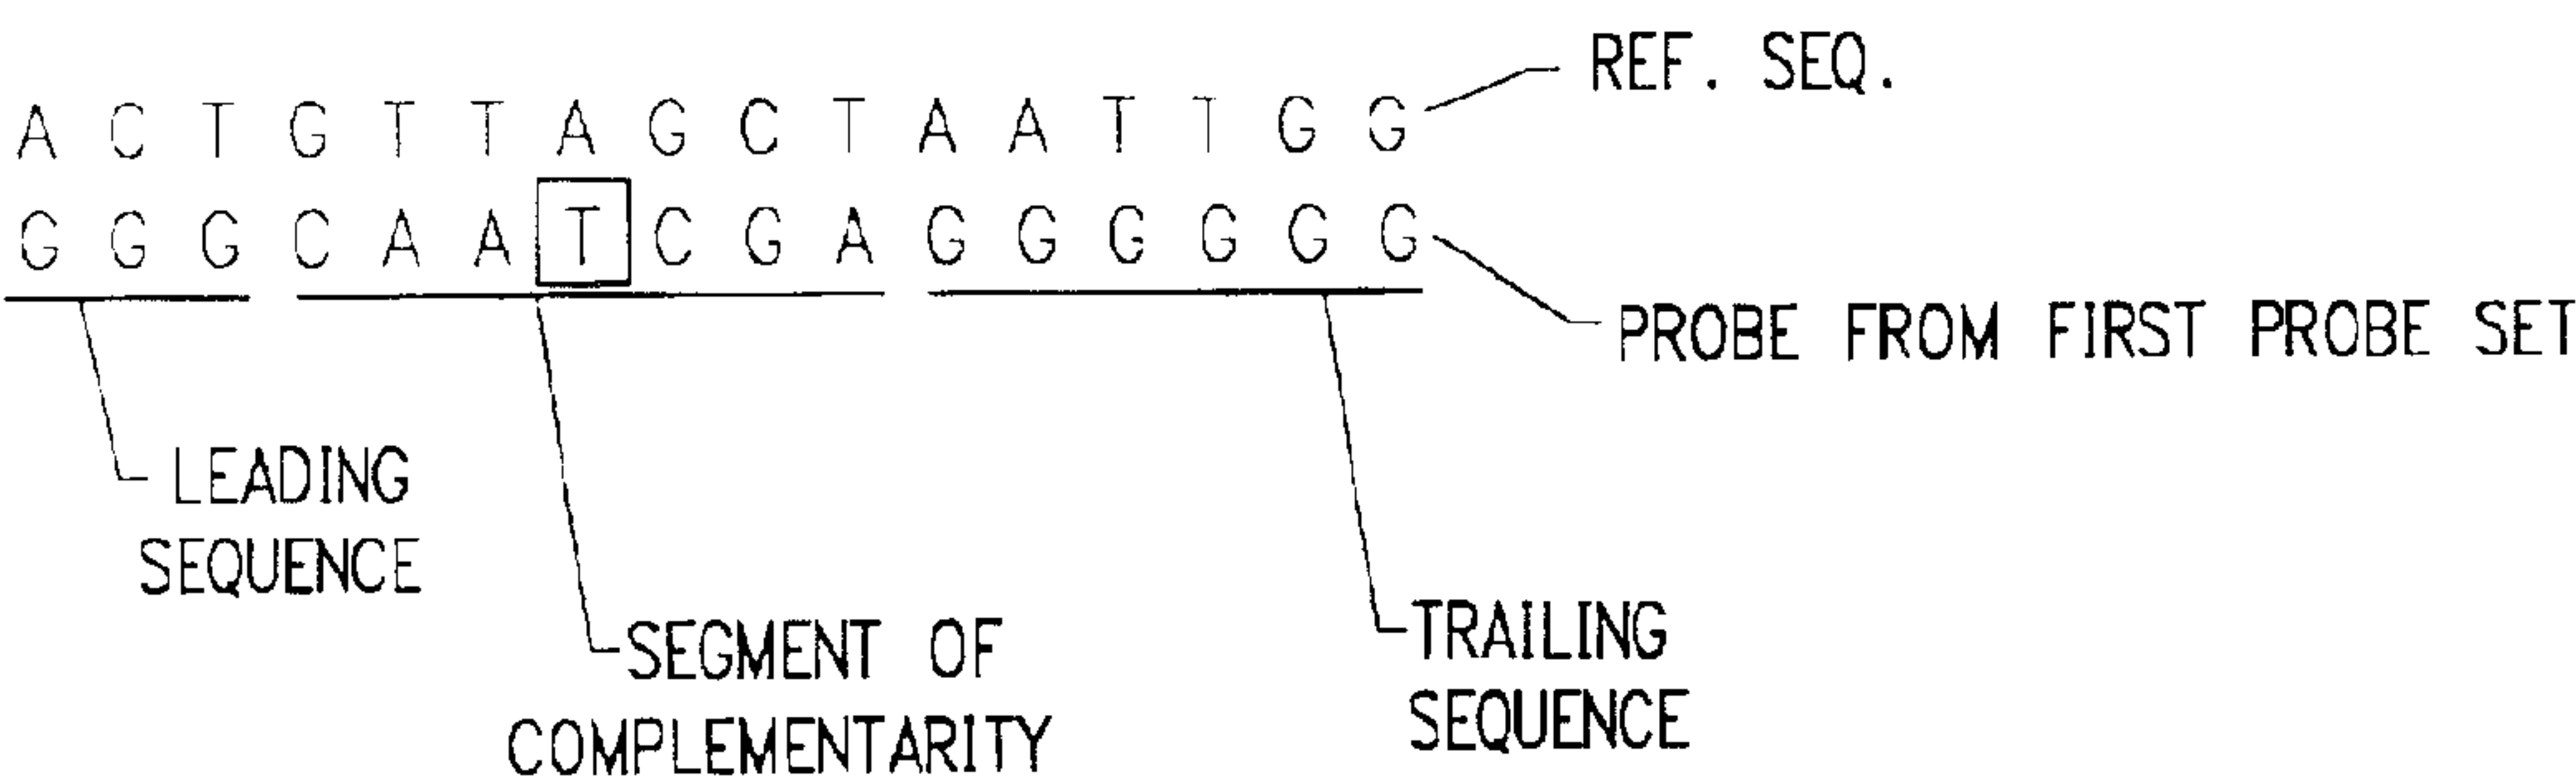 REF. SEQ.
A C T G T T A G C T A A T T G G
G G G C A A T C G A G G G G G G
PROBE FROM FIRST PROBE SET
LEADING
SEQUENCE
SEGMENT OF
COMPLEMENTARITY
TRAILING
SEQUENCE